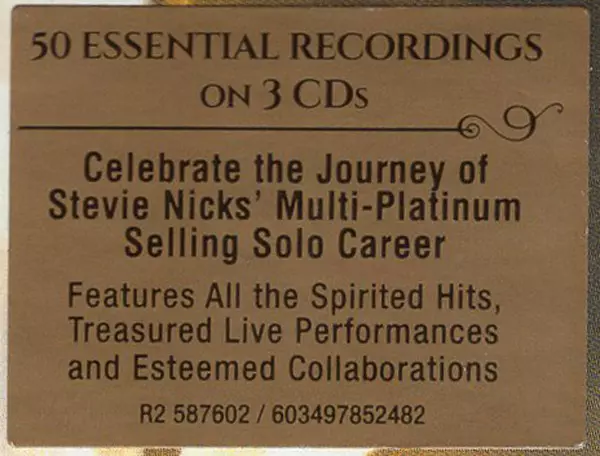 50 ESSENTIAL RECORDINGS
ON 3 CDs
Celebrate the Journey of
Stevie Nicks' Multi-Platinum
Selling Solo Career
Features All the Spirited Hits,
Treasured Live Performances
and Esteemed Collaborations
R2 587602 / 603497852482